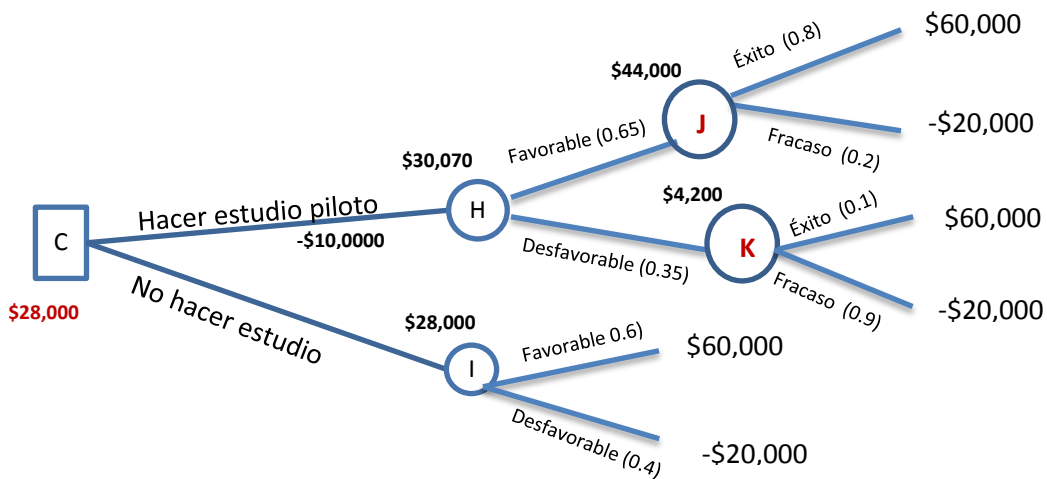 Éxito (0.8)
$60,000
$44,000
J
-$20,000
Favorable (0.65)
Fracaso (0.2)
$30,070
$4,200
Hacer estudio piloto
H
Éxito (0.1)
$60,000
C
-$10,0000
Desfavorable (0.35)
K
Fracaso (0.9)
No hacer estudio
-$20,000
$28,000
$28,000
Favorable 0.6)
$60,000
I
Desfavorable (0.4)
-$20,000